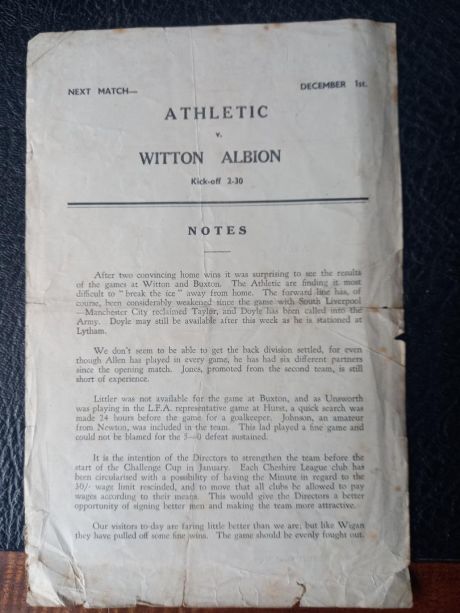 NEXT MATCH— DECEMBER 1st.
ATHLETIC
v.
WITTON ALBION
Kick-off 2-30
NOTES
After two convincing home wins it was surprising to see the results
of the games at Witton and Buxton. The Athletic are finding it most
difficult to "break the ice" away from home. The forward line has, of
course, been considerably weakened since the game with South Liverpool
—Manchester City reclaimed Taylor, and Doyle has been called into the
Army. Doyle may still be available after this week as he is stationed at
Lytham.
We don't seem to be able to get the back division settled, for even
though Allen has played in every game, he has had six different partners
since the opening match. Jones, promoted from the second team, is still
short of experience.
Littler was not available for the game at Buxton, and as Unsworth
was playing in the L.F.A. representative game at Hurst, a quick search was
made 24 hours before the game for a goalkeeper. Johnson, an amateur
from Newton, was included in the team. This lad played a fine game and
could not be blamed for the 5—0 defeat sustained.
It is the intention of the Directors to strengthen the team before the
start of the Challenge Cup in January. Each Cheshire League club has
been circularised with a possibility of having the Minute in regard to the
30/- wage limit rescinded, and to move that all clubs be allowed to pay
wages according to their means. This would give the Directors a better
opportunity of signing better men and making the team more attractive.
Our visitors to-day are faring little better than we are, but like Wigan
they have pulled off some fine wins. The game should be evenly fought out.